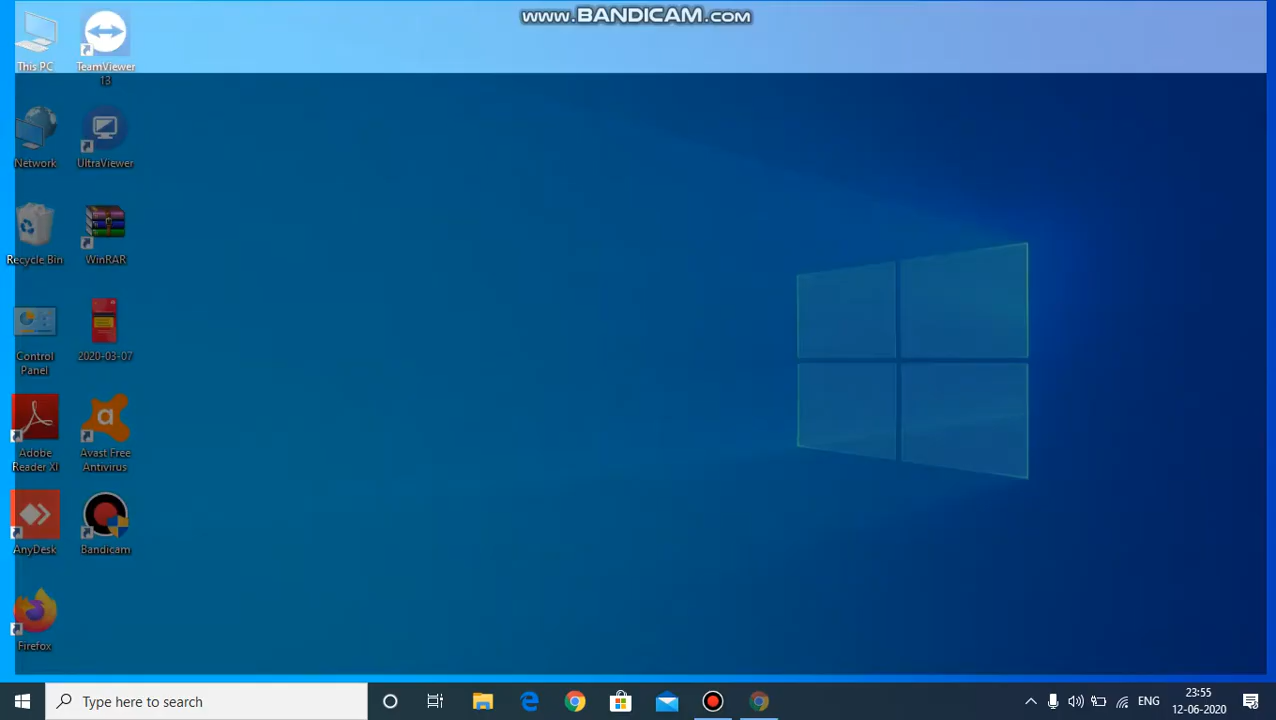 www.BANDICAM.com
This PC
TeamViewer
13
Network
UltraViewer
Recycle Bin
WinRAR
Control
Panel
2020-03-07
Adobe
Reader XI
Avast Free
Antivirus
AnyDesk
Bandicam
Firefox
Type here to search
ENG
23:55
12-06-2020